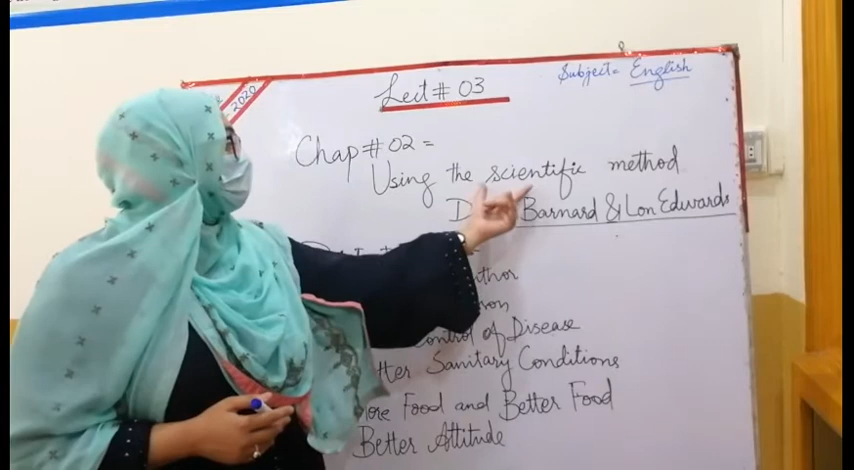 2020
Lect # 03
Subject= English
Chap # 02 =
Using the scientific method
Barnard & Lon Edwards
of Disease
Sanitary Conditions
Food and Better Food
Better Attitude